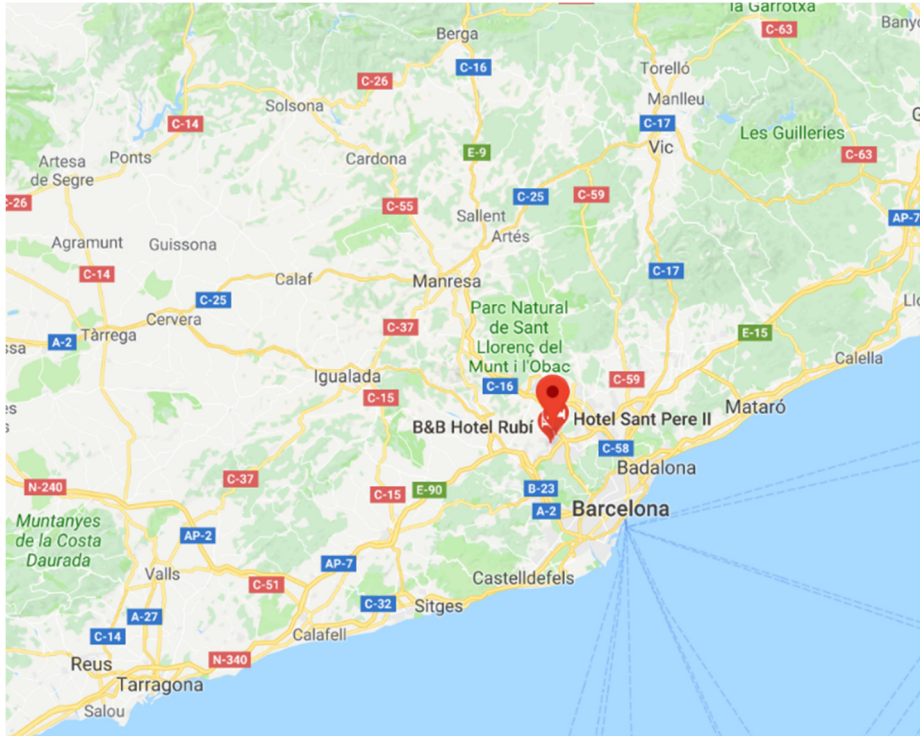 la Garrotxa
C-63
Berga
C-16
C-26
Torelló
Manlleu
Solsona
C-14
C-17
Les Guilleries
Vic
Artesa
de Segre
Ponts
Cardona
E-9
C-63
C-26
C-55
C-25
C-59
Sallent
AP-7
Artés
Agramunt
Guissona
C-14
Calaf
Manresa
C-17
C-25
Parc Natural
de Sant
Llorenç del
Munt i l'Obac
Cervera
C-37
E-15
A-2
Tàrrega
Calella
Igualada
C-16
C-59
C-15
Mataró
B&B Hotel Rubí
Hotel Sant Pere II
C-58
Badalona
C-37
N-240
C-15
E-90
B-23
A-2
Barcelona
Muntanyes
de la Costa
Daurada
AP-2
AP-7
Valls
C-51
Castelldefels
C-32
Sitges
A-27
C-14
Calafell
N-340
Reus
Tarragona
Salou